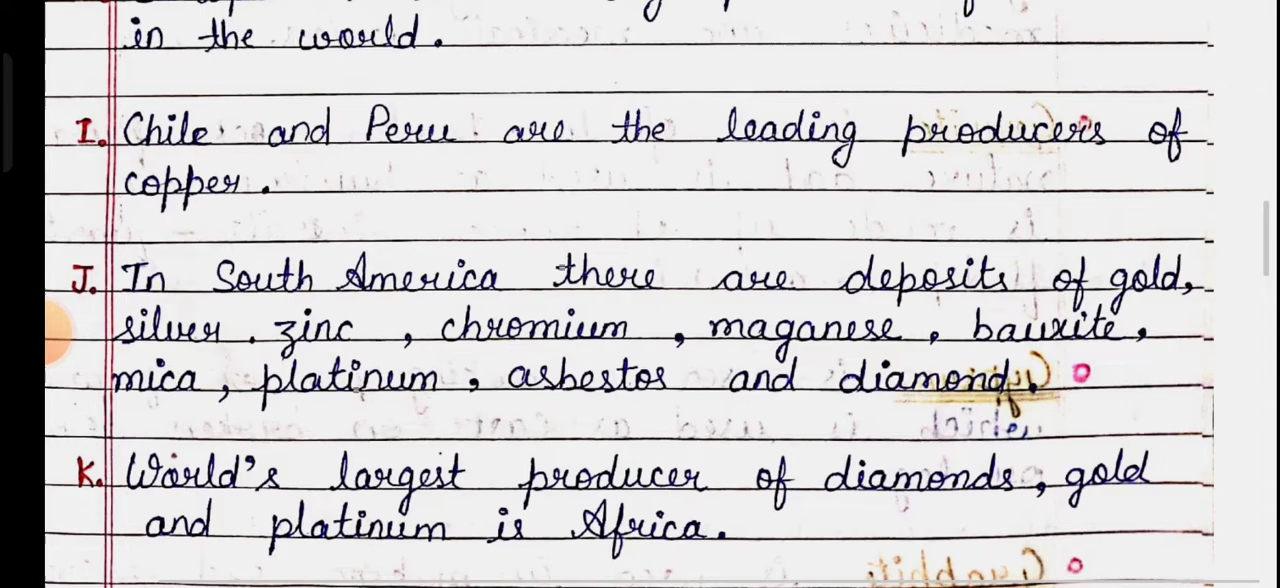 in the world.
I. Chile and Peru are the leading producers of
copper.
J. In South America there are deposits of gold,
silver. zinc, chromium, maganese, bauxite,
mica, platinum, asbestos and diamond.
K. World's largest producer of diamonds, gold
and platinum is Africa.